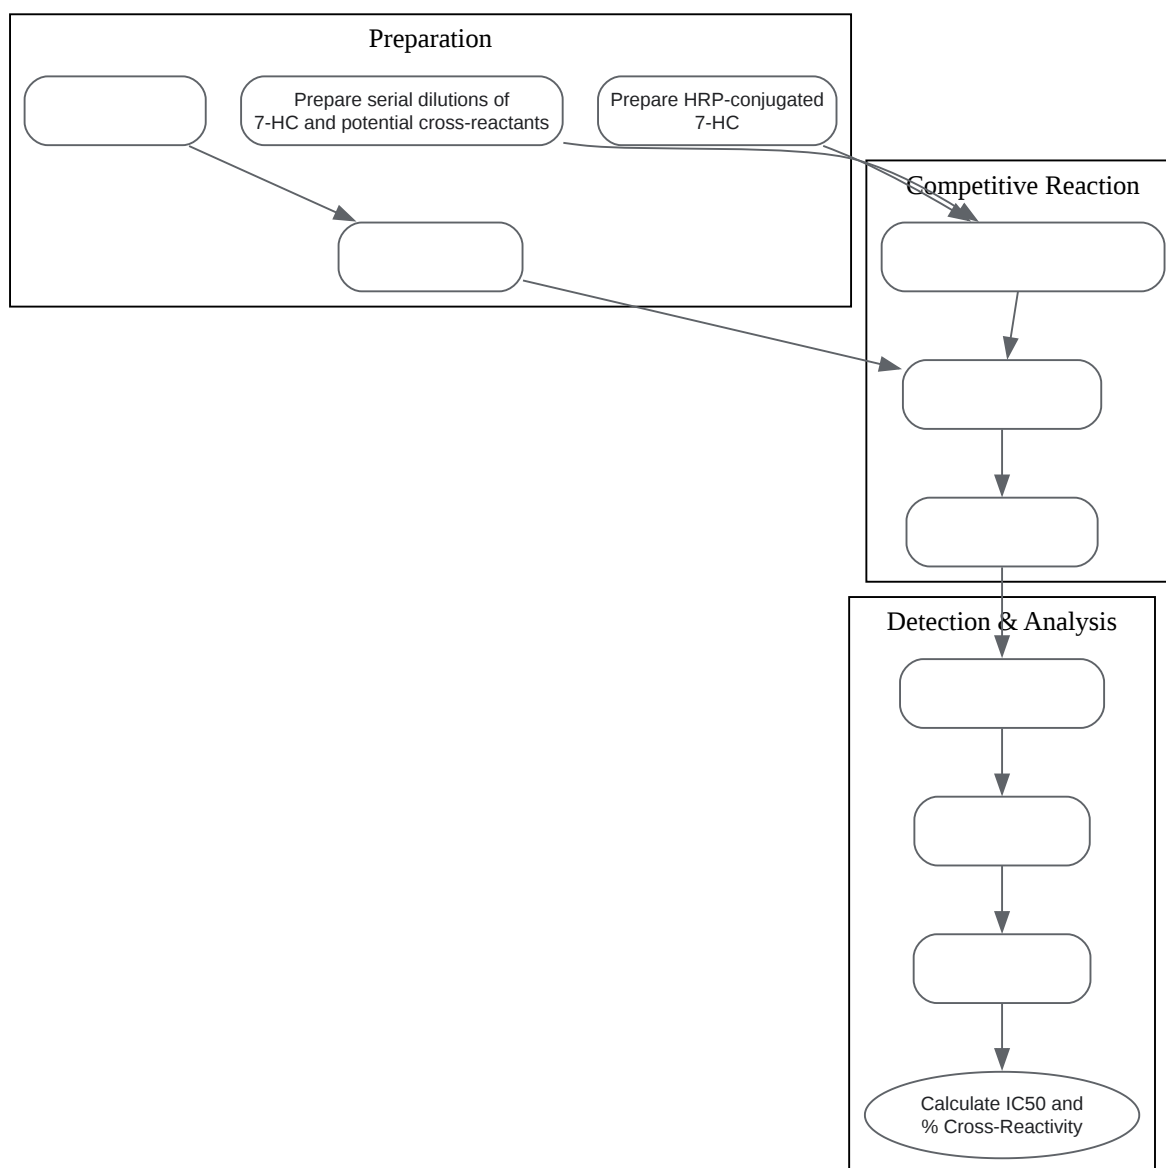 Preparation
Prepare serial dilutions of
7-HC and potential cross-reactants
Prepare HRP-conjugated
7-HC
Competitive Reaction
Detection & Analysis
Calculate IC50 and
% Cross-Reactivity